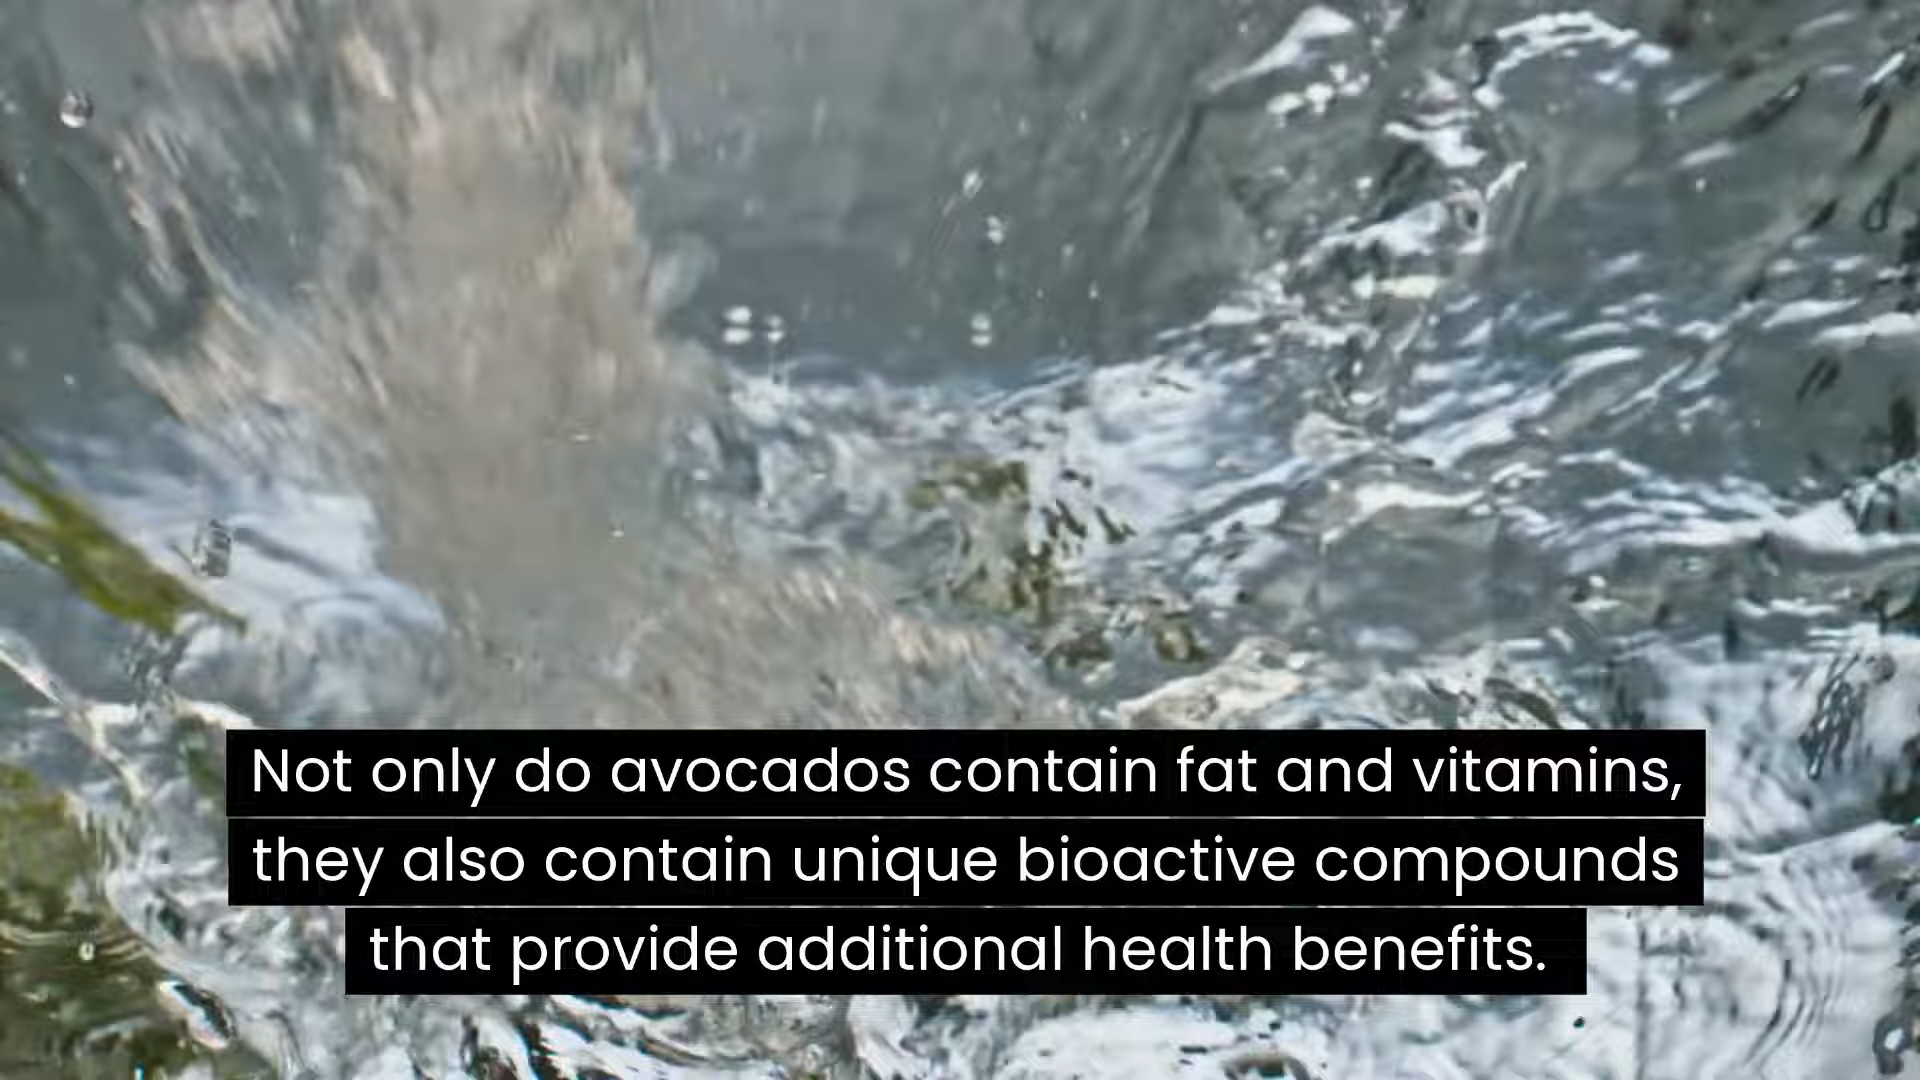 Not only do avocados contain fat and vitamins,
they also contain unique bioactive compounds
that provide additional health benefits.